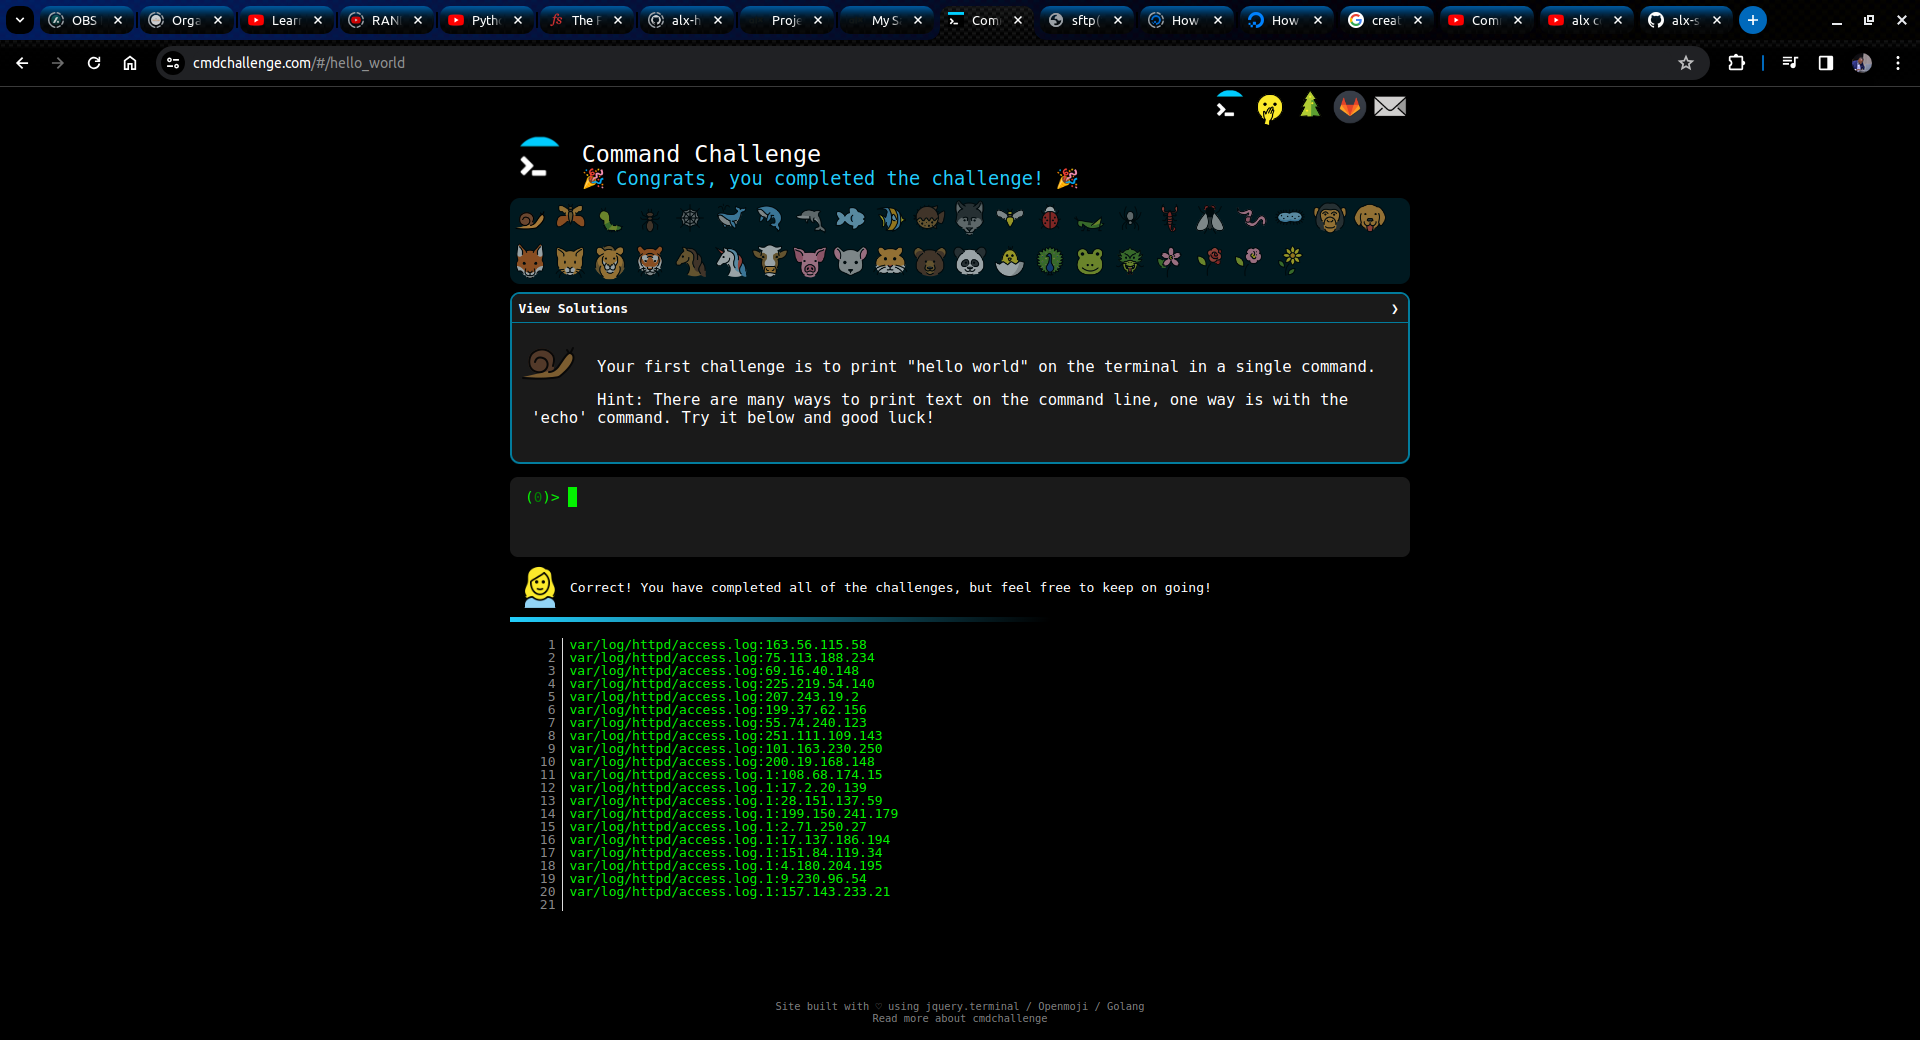 OBS
Orga
Learn
RAN
Pytho
The F
alx-h
Proje
My S
Com
sftp(
How
How
creat
Com
alx c
alx-s
cmdchallenge.com/#/hello_world
Command Challenge
🎉 Congrats, you completed the challenge! 🎉
View Solutions ❯
Your first challenge is to print "hello world" on the terminal in a single command.
Hint: There are many ways to print text on the command line, one way is with the
'echo' command. Try it below and good luck!
(0)>
Correct! You have completed all of the challenges, but feel free to keep on going!
1 var/log/httpd/access.log:163.56.115.58
2 var/log/httpd/access.log:75.113.188.234
3 var/log/httpd/access.log:69.16.40.148
4 var/log/httpd/access.log:225.219.54.140
5 var/log/httpd/access.log:207.243.19.2
6 var/log/httpd/access.log:199.37.62.156
7 var/log/httpd/access.log:55.74.240.123
8 var/log/httpd/access.log:251.111.109.143
9 var/log/httpd/access.log:101.163.230.250
10 var/log/httpd/access.log:200.19.168.148
11 var/log/httpd/access.log.1:108.68.174.15
12 var/log/httpd/access.log.1:17.2.20.139
13 var/log/httpd/access.log.1:28.151.137.59
14 var/log/httpd/access.log.1:199.150.241.179
15 var/log/httpd/access.log.1:2.71.250.27
16 var/log/httpd/access.log.1:17.137.186.194
17 var/log/httpd/access.log.1:151.84.119.34
18 var/log/httpd/access.log.1:4.180.204.195
19 var/log/httpd/access.log.1:9.230.96.54
20 var/log/httpd/access.log.1:157.143.233.21
21
Site built with ♡ using jquery.terminal / Openmoji / Golang
Read more about cmdchallenge